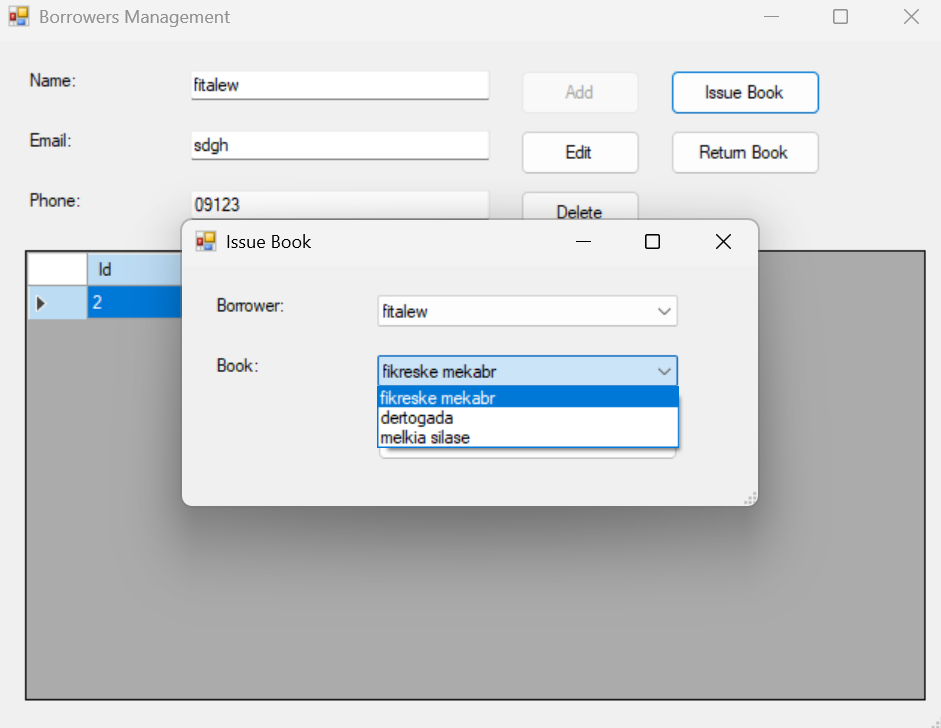 Borrowers Management
Name:
fitalew
Add
Issue Book
Email:
sdgh
Edit
Return Book
Phone:
09123
Delete
Id
2
Issue Book
Borrower:
fitalew
Book:
fikreske mekabr
fikreske mekabr
dertogada
melkia silase